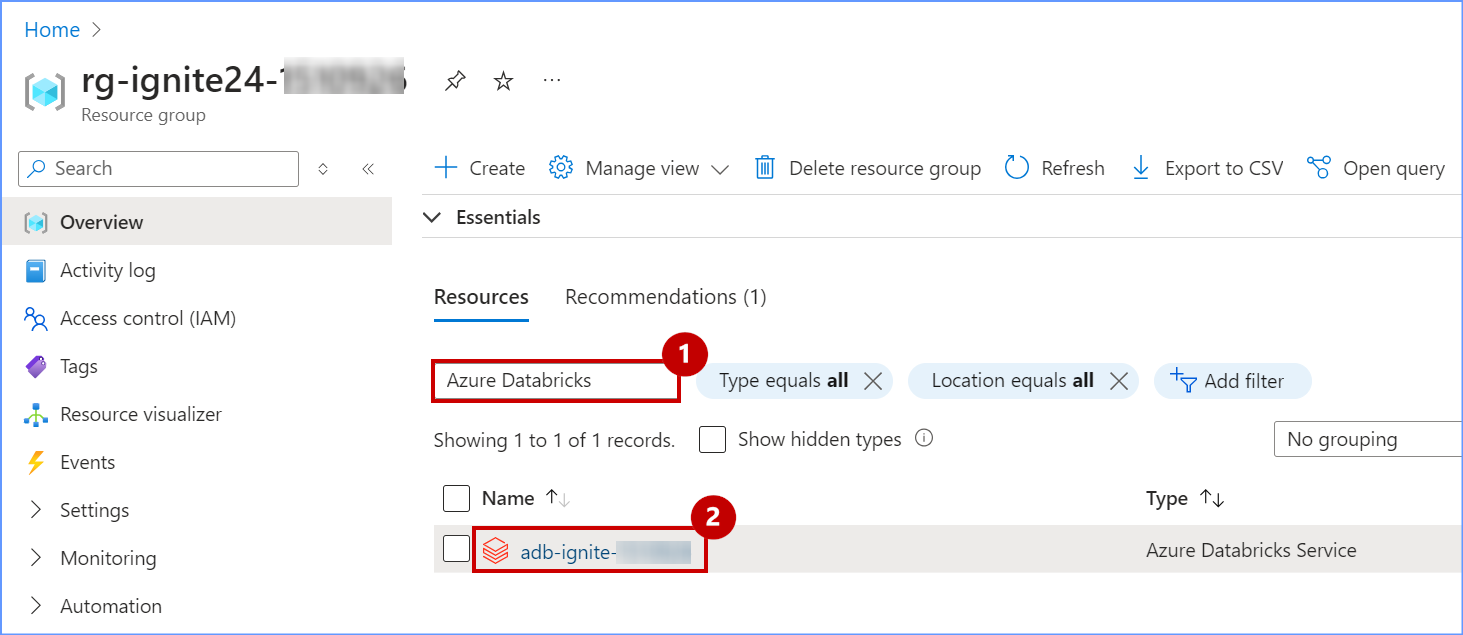 Home
rg-ignite24-
Resource group
Search
Create
Manage view
Delete resource group
Refresh
Export to CSV
Open query
Overview
Essentials
Activity log
Access control (IAM)
Resources
Recommendations (1)
Tags
1
Azure Databricks
Type equals all
Location equals all
Add filter
Resource visualizer
Showing 1 to 1 of 1 records.
Show hidden types
No grouping
Events
Settings
Name
Type
2
adb-ignite-
Azure Databricks Service
Monitoring
Automation